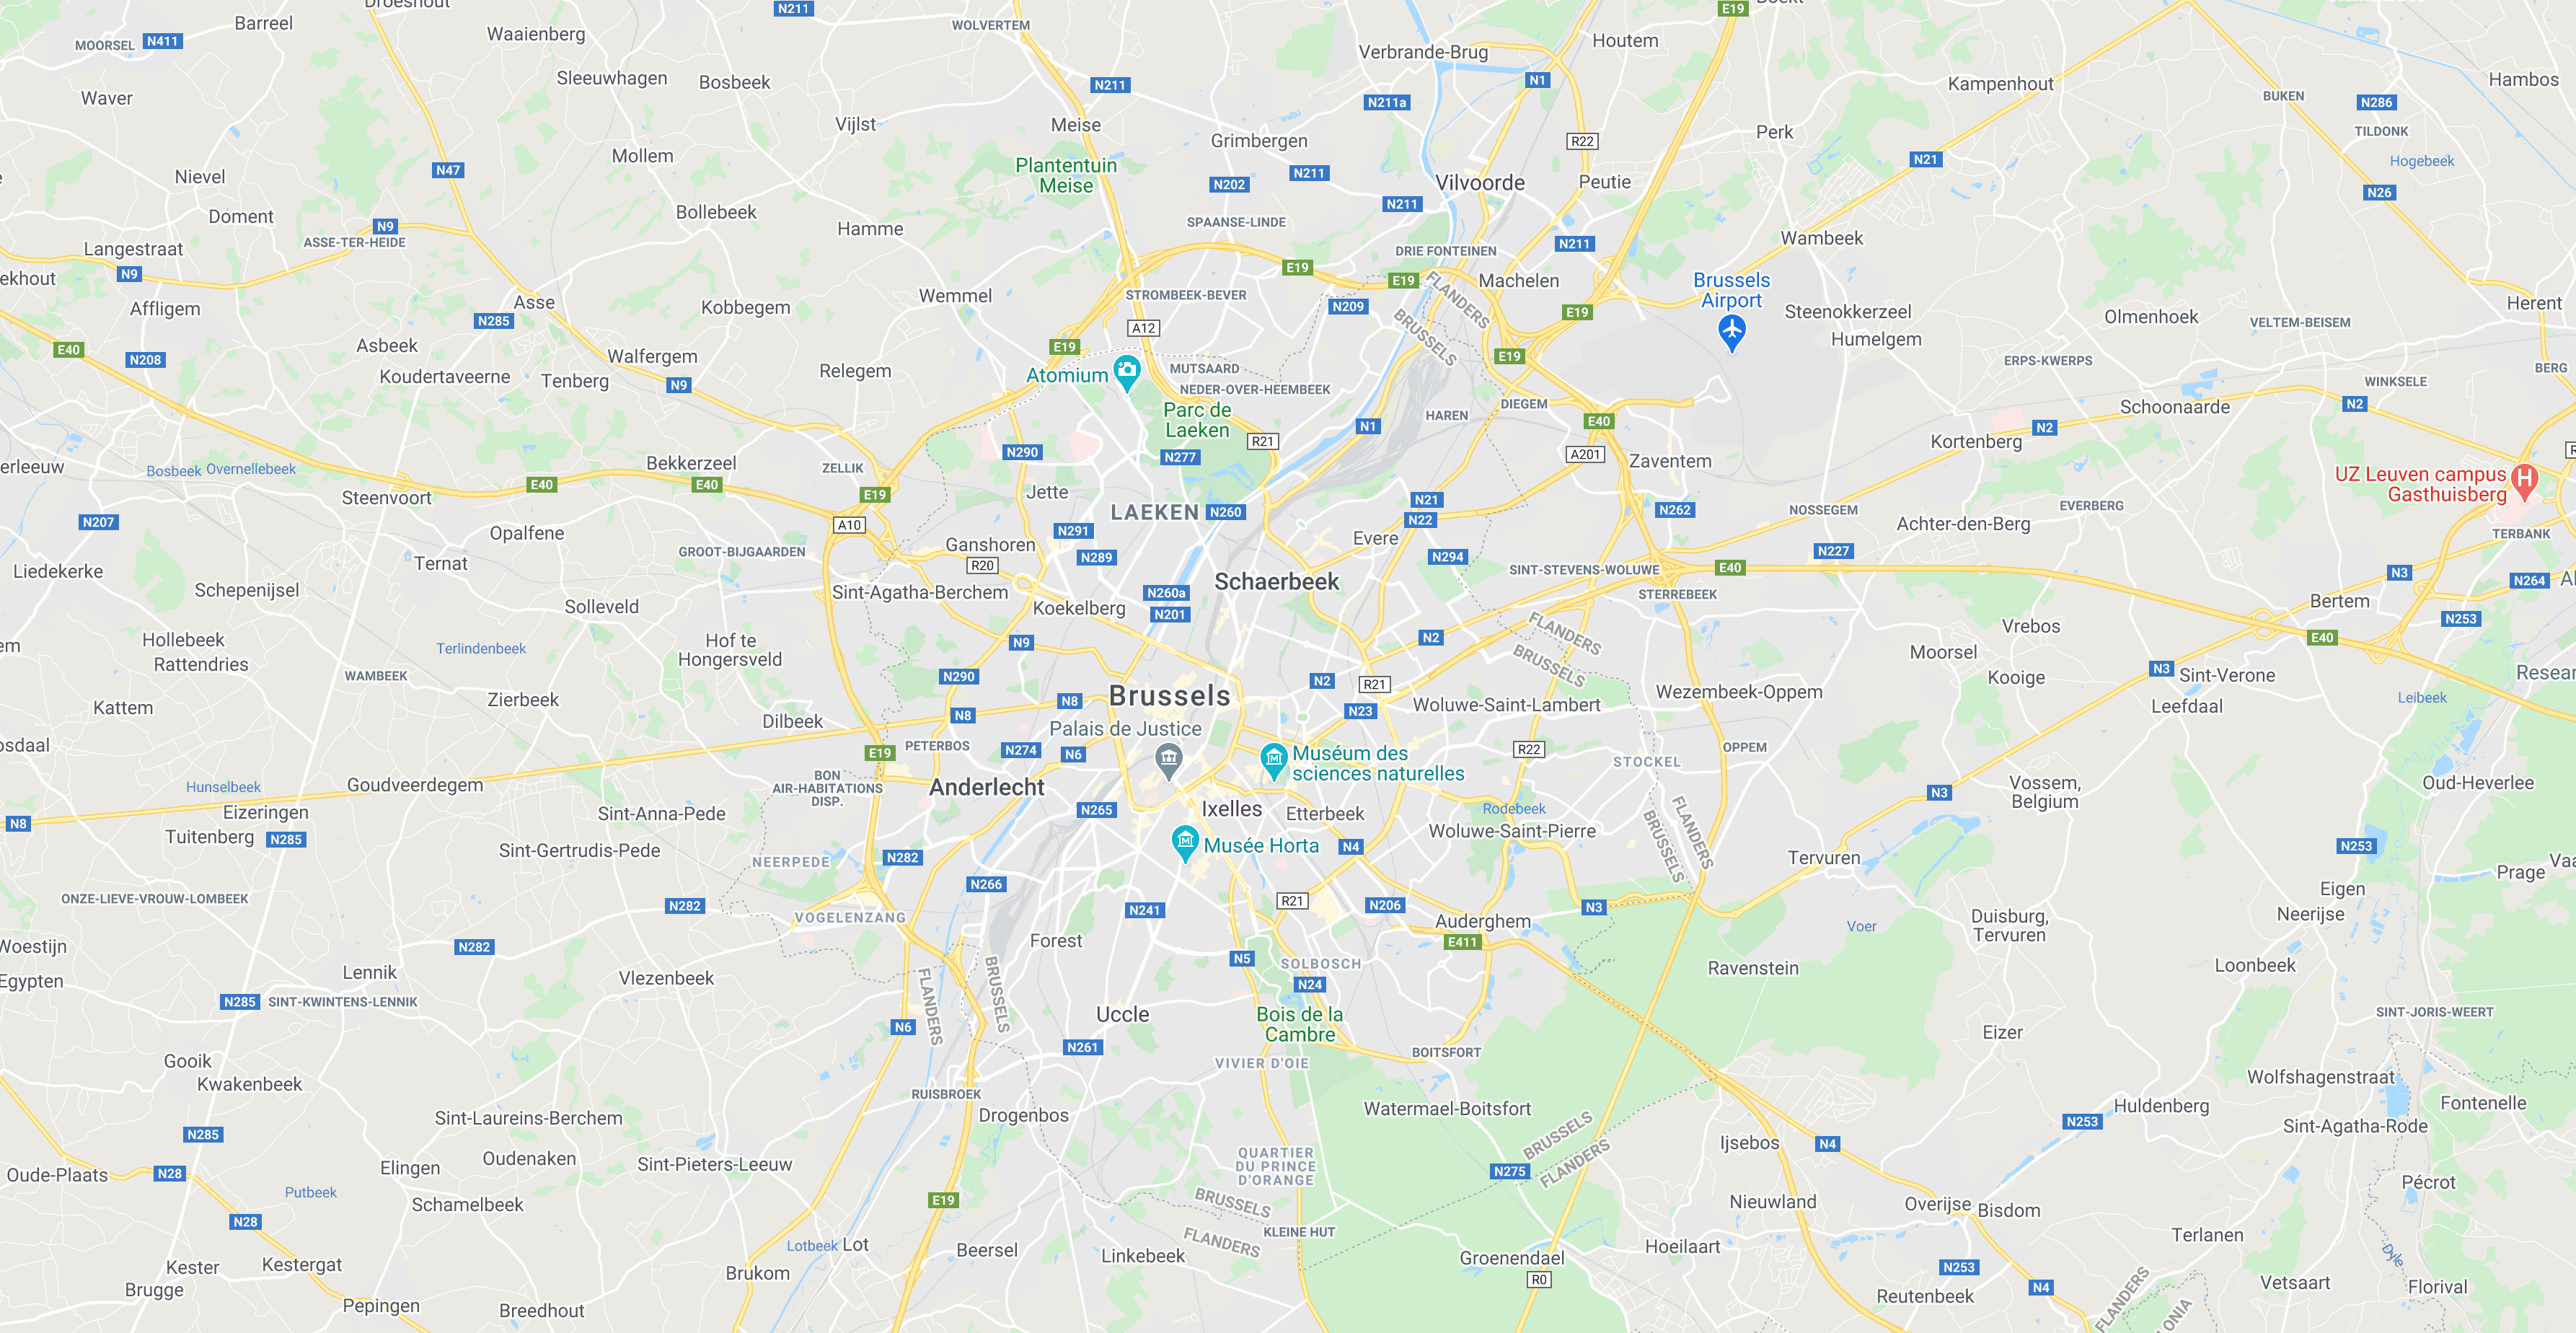 Droeshout
N211
E19
Boekt
Barreel
WOLVERTEM
MOORSEL
N411
Waaienberg
Verbrande-Brug
Houtem
Sleeuwhagen
Bosbeek
N211
N1
Kampenhout
Hambos
Waver
N211a
BUKEN
N286
Vijlst
Meise
Grimbergen
R22
Perk
TILDONK
Mollem
Plantentuin
Meise
N47
N202
N211
Vilvoorde
Peutie
N21
Hogebeek
N26
Nievel
Doment
Bollebeek
N211
N9
ASSE-TER-HEIDE
Hamme
SPAANSE-LINDE
Langestraat
DRIE FONTEINEN
N211
Wambeek
ekhout
N9
E19
E19
Machelen
FLANDERS
BRUSSELS
Brussels
Airport
Affligem
Asse
N285
Kobbegem
Wemmel
STROMBEEK-BEVER
N209
E19
Steenokkerzeel
Humelgem
Olmenhoek
VELTEM-BEISEM
Herent
A12
E40
N208
Asbeek
Walfergem
E19
E19
ERPS-KWERPS
Koudertaveerne
Tenberg
N9
Relegem
Atomium
MUTSAARD
NEDER-OVER-HEEMBEEK
WINKSELE
BERG
Parc de
Laeken
HAREN
DIEGEM
E40
Schoonaarde
N2
N1
N2
Kortenberg
erleeuw
Bosbeek
Overnellebeek
Bekkerzeel
ZELLIK
N290
N277
R21
A201
Zaventem
UZ Leuven campus
Gasthuisberg
Steenvoort
E40
E40
E19
Jette
N21
EVERBERG
N207
A10
LAEKEN
N260
N22
N262
NOSSEGEM
Achter-den-Berg
TERBANK
Opalfene
N291
Ganshoren
Evere
GROOT-BIJGAARDEN
N289
N294
N227
Liedekerke
Ternat
R20
SINT-STEVENS-WOLUWE
E40
N3
N264
Schepenijsel
Sint-Agatha-Berchem
Schaerbeek
STERREBEEK
Bertem
Solleveld
Koekelberg
N260a
N201
N253
Hollebeek
Rattendries
Terlindenbeek
Hof te
Hongersveld
N9
N2
FLANDERS
BRUSSELS
Vrebos
E40
Moorsel
WAMBEEK
N290
N2
R21
N3
Sint-Verone
Kooige
Kattem
Zierbeek
Brussels
Wezembeek-Oppem
Leibeek
Leefdaal
Dilbeek
N8
N8
N23
Woluwe-Saint-Lambert
osdaal
Palais de Justice
E19
PETERBOS
N274
N6
R22
OPPEM
Muséum des
sciences naturelles
STOCKEL
Hunselbeek
Goudveerdegem
BON
AIR-HABITATIONS
DISP.
Anderlecht
Vossem,
Belgium
Oud-Heverlee
N3
Eizeringen
Sint-Anna-Pede
N265
Ixelles
Etterbeek
Rodebeek
N8
Tuitenberg
N285
Woluwe-Saint-Pierre
FLANDERS
BRUSSELS
Sint-Gertrudis-Pede
Musée Horta
N4
N253
NEERPEDE
N282
Tervuren
Prage
ONZE-LIEVE-VROUW-LOMBEEK
N282
N266
R21
N206
N3
Eigen
Neerijse
VOGELENZANG
N241
Auderghem
Voer
Duisburg,
Tervuren
Woestijn
N282
Forest
E411
Egypten
Lennik
Vlezenbeek
N5
SOLBOSCH
Ravenstein
Loonbeek
N285
SINT-KWINTENS-LENNIK
FLANDERS
BRUSSELS
N24
Uccle
Bois de la
Cambre
SINT-JORIS-WEERT
N6
N261
Eizer
Gooik
Kwakenbeek
VIVIER D'OIE
BOITSFORT
Wolfshagenstraat
RUISBROEK
Drogenbos
Watermael-Boitsfort
Huldenberg
Fontenelle
Sint-Laureins-Berchem
N285
BRUSSELS
FLANDERS
Ijsebos
N4
N253
Sint-Agatha-Rode
Oude-Plaats
N28
Elingen
Oudenaken
Sint-Pieters-Leeuw
QUARTIER
DU PRINCE
D'ORANGE
N275
Pécrot
Putbeek
Schamelbeek
E19
BRUSSELS
FLANDERS
Nieuwland
Overijse
Bisdom
N28
KLEINE HUT
Terlanen
Lotbeek
Lot
Beersel
Linkebeek
Groenendael
Hoeilaart
Dyle
Kester
Kestergat
Brukom
R0
N253
Brugge
Vetsaart
Florival
N4
Pepingen
Breedhout
Reutenbeek
FLANDERS